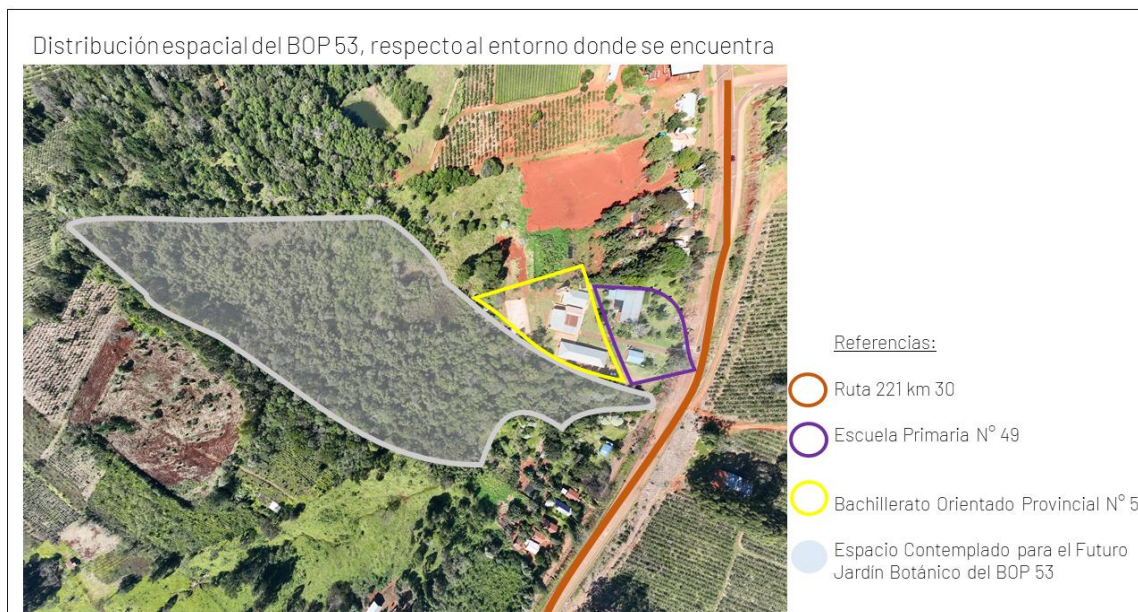 Distribución espacial del BOP 53, respecto al entorno donde se encuentra
Referencias:
Ruta 221 km 30
Escuela Primaria N° 49
Bachillerato Orientado Provincial N° 5
Espacio Contemplado para el Futuro
Jardín Botánico del BOP 53